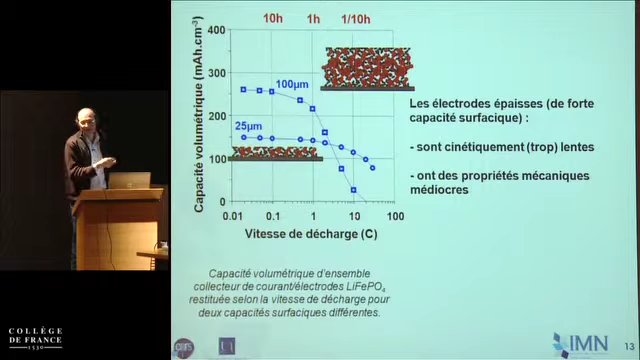 10h 1h 1/10h
400
300
200
100
0
0.02 0.1 1 10 100
Capacité volumétrique (mAh.cm⁻³)
Vitesse de décharge (C)
100µm
25µm
Les électrodes épaisses (de forte
capacité surfacique) :
- sont cinétiquement (trop) lentes
- ont des propriétés mécaniques
médiocres
Capacité volumétrique d'ensemble
collecteur de courant/électrodes LiFePO₄
restituée selon la vitesse de décharge pour
deux capacités surfaciques différentes.
COLLÈGE
DE FRANCE
1530
IMN
13